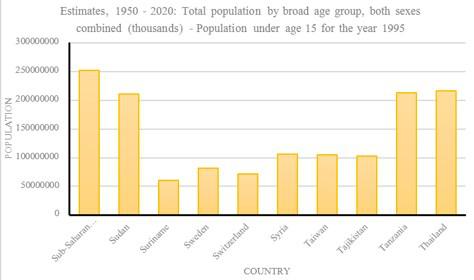 Estimates, 1950 - 2020: Total population by broad age group, both sexes
combined (thousands) - Population under age 15 for the year 1995
300000000
250000000
200000000
150000000
100000000
50000000
0
POPULATION
Sub-Saharan...
Sudan
Suriname
Sweden
Switzerland
Syria
Taiwan
Tajikistan
Tanzania
Thailand
COUNTRY